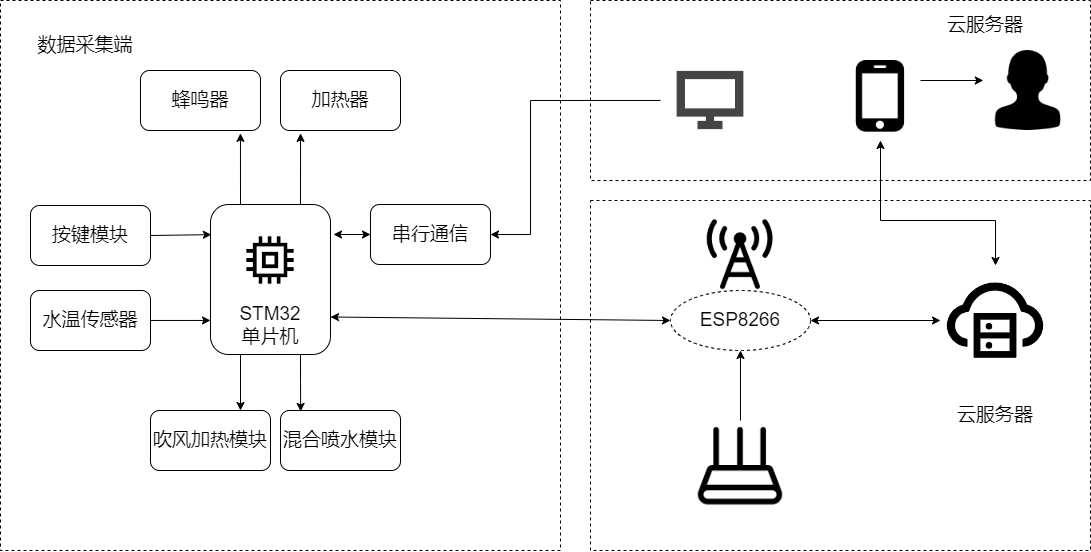 数据采集端
云服务器
蜂鸣器
加热器
按键模块
串行通信
水温传感器
STM32
单片机
ESP8266
云服务器
吹风加热模块
混合喷水模块